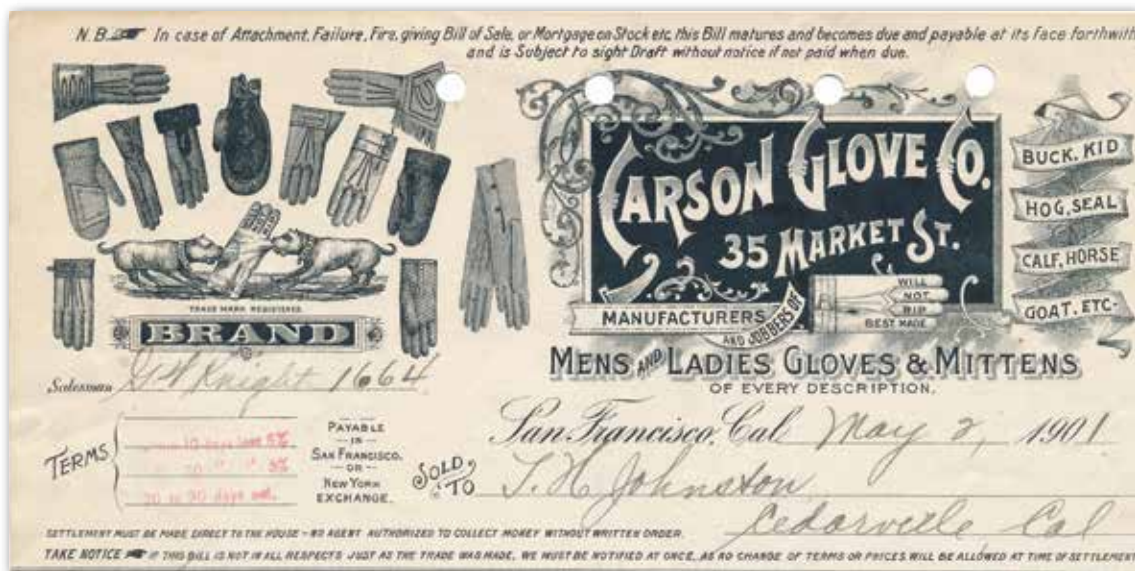 N.B. In case of Attachment, Failure, Fire, giving Bill of Sale, or Mortgage on Stock etc. this Bill matures and becomes due and payable at its face forthwith
and is Subject to sight Draft without notice if not paid when due.
CARSON GLOVE CO.
35 MARKET ST.
BUCK, KID
HOG, SEAL
CALF, HORSE
GOAT, ETC-
WILL
NOT
RIP
BEST MADE
MANUFACTURERS
AND JOBBERS OF
MENS AND LADIES GLOVES & MITTENS
OF EVERY DESCRIPTION.
TRADE MARK REGISTERED.
BRAND
Salesman Knight 1664
San Francisco, Cal May 2, 1901
TERMS
10 days 5%
5%
30 days net.
PAYABLE
IN
SAN FRANCISCO.
OR
NEW YORK
EXCHANGE.
SOLD TO T. H. Johnston
Cedarville, Cal
SETTLEMENT MUST BE MADE DIRECT TO THE HOUSE - NO AGENT AUTHORIZED TO COLLECT MONEY WITHOUT WRITTEN ORDER.
TAKE NOTICE IF THIS BILL IS NOT IN ALL RESPECTS JUST AS THE TRADE WAS MADE, WE MUST BE NOTIFIED AT ONCE, AS NO CHANGE OF TERMS OR PRICES WILL BE ALLOWED AT TIME OF SETTLEMENT